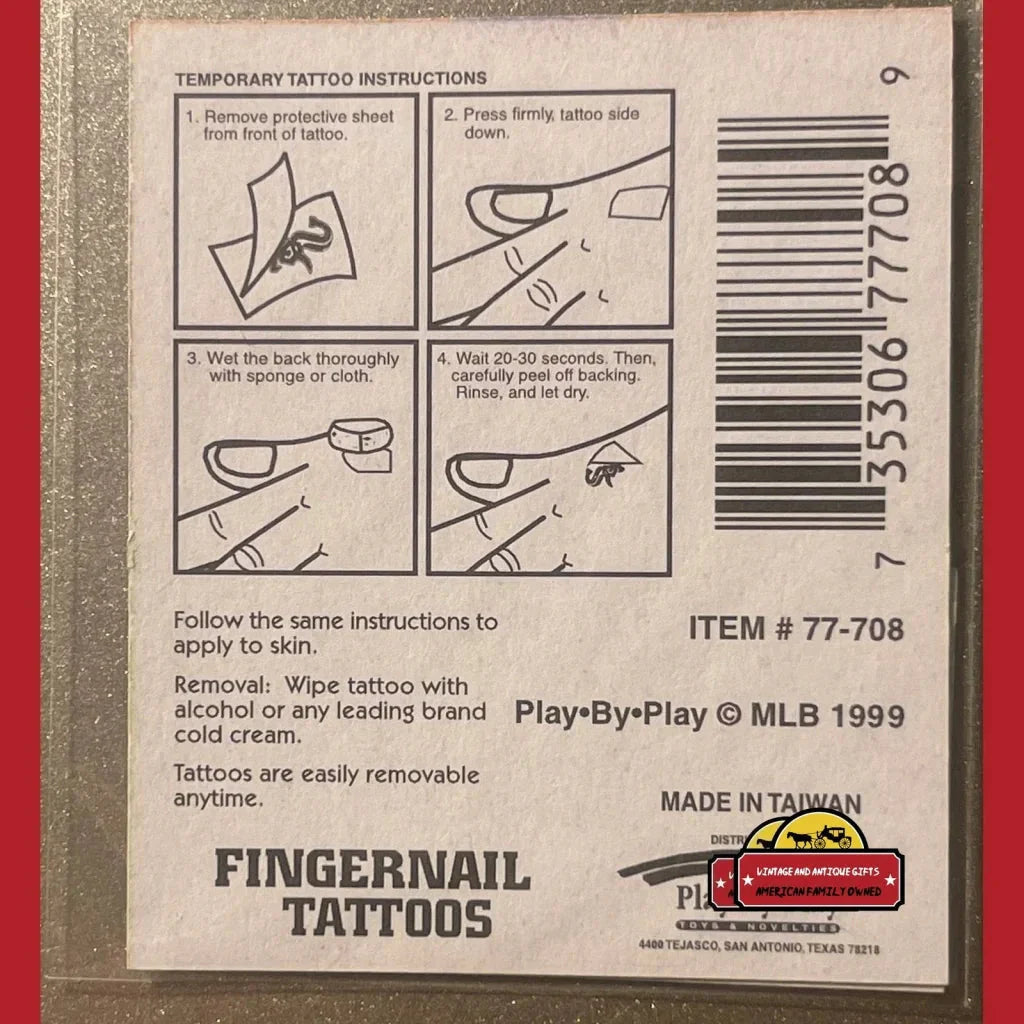 TEMPORARY TATTOO INSTRUCTIONS
1. Remove protective sheet
from front of tattoo.
2. Press firmly, tattoo side
down.
3. Wet the back thoroughly
with sponge or cloth.
4. Wait 20-30 seconds. Then,
carefully peel off backing.
Rinse, and let dry.
7 35306 77708 9
Follow the same instructions to
apply to skin.
Removal: Wipe tattoo with
alcohol or any leading brand
cold cream.
Tattoos are easily removable
anytime.
FINGERNAIL
TATTOOS
ITEM # 77-708
Play•By•Play © MLB 1999
MADE IN TAIWAN
TOYS & NOVELTIES
4400 TEJASCO, SAN ANTONIO, TEXAS 78218
VINTAGE AND ANTIQUE GIFTS
AMERICAN FAMILY OWNED